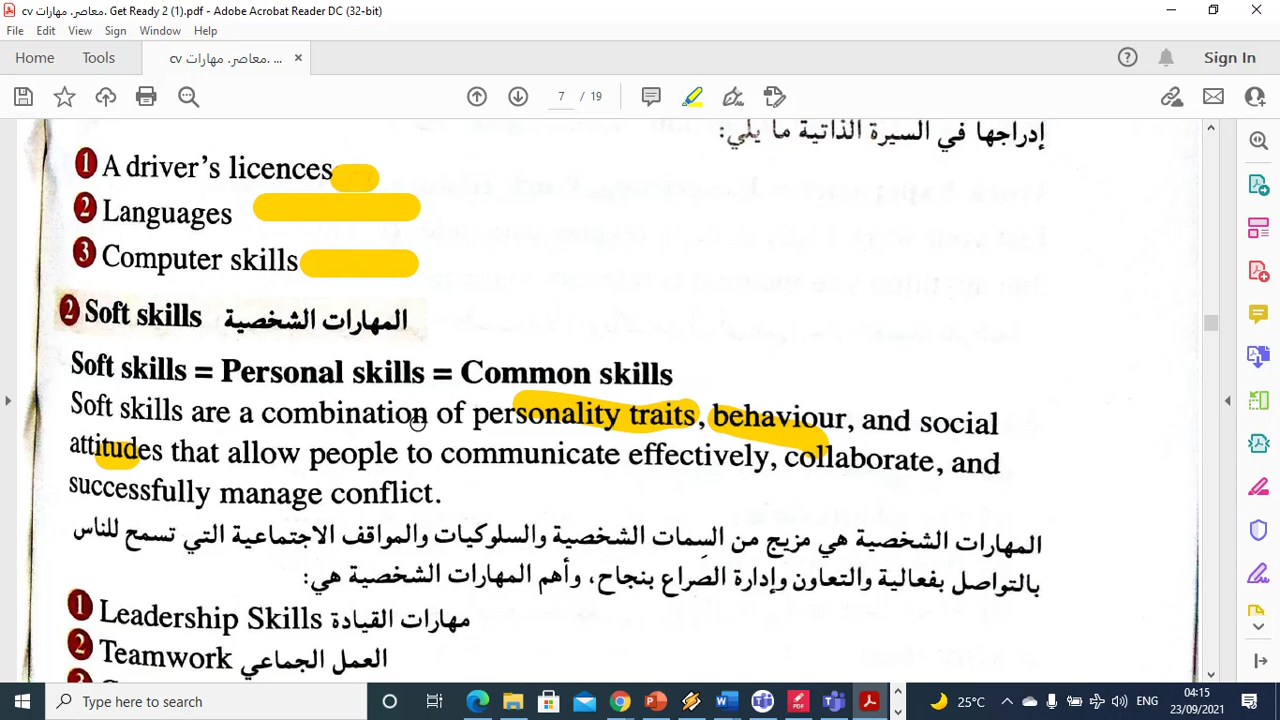 cv معاصر. مهارات. Get Ready 2 (1).pdf - Adobe Acrobat Reader DC (32-bit)
File Edit View Sign Window Help
Home Tools cv معاصر. مهارات. ... × Sign In
7 / 19
إدراجها في السيرة الذاتية ما يلي:
1 A driver's licences
2 Languages
3 Computer skills
2 Soft skills المهارات الشخصية
Soft skills = Personal skills = Common skills
Soft skills are a combination of personality traits, behaviour, and social
attitudes that allow people to communicate effectively, collaborate, and
successfully manage conflict.
المهارات الشخصية هي مزيج من السِمات الشخصية والسلوكيات والمواقف الاجتماعية التي تسمح للناس
بالتواصل بفعالية والتعاون وإدارة الصراع بنجاح، وأهم المهارات الشخصية هي:
1 Leadership Skills مهارات القيادة
2 Teamwork العمل الجماعي
Type here to search 25°C ENG 04:15
23/09/2021